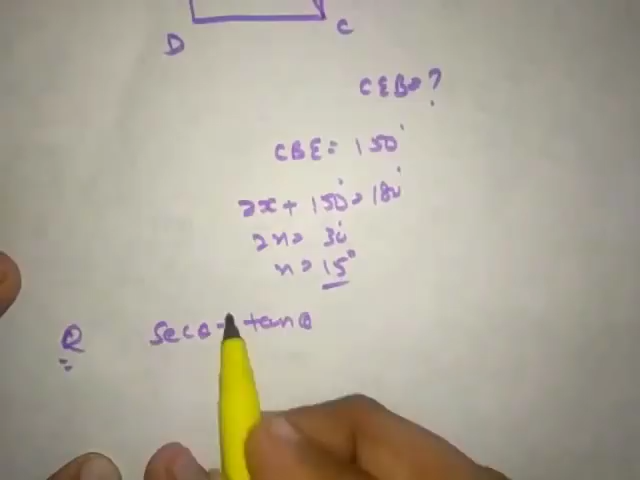 D C
CEB=?
CBE= 150°
2x+ 150°=180°
2x= 30°
x= 15°
Q secθ + tanθ